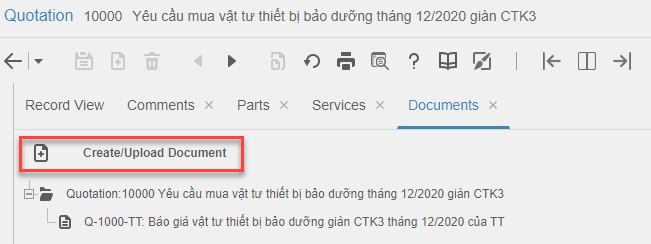 Quotation 10000 Yêu cầu mua vật tư thiết bị bảo dưỡng tháng 12/2020 giàn CTK3
Record View Comments × Parts × Services × Documents ×
Create/Upload Document
Quotation:10000 Yêu cầu mua vật tư thiết bị bảo dưỡng tháng 12/2020 giàn CTK3
Q-1000-TT: Báo giá vật tư thiết bị bảo dưỡng giàn CTK3 tháng 12/2020 của TT